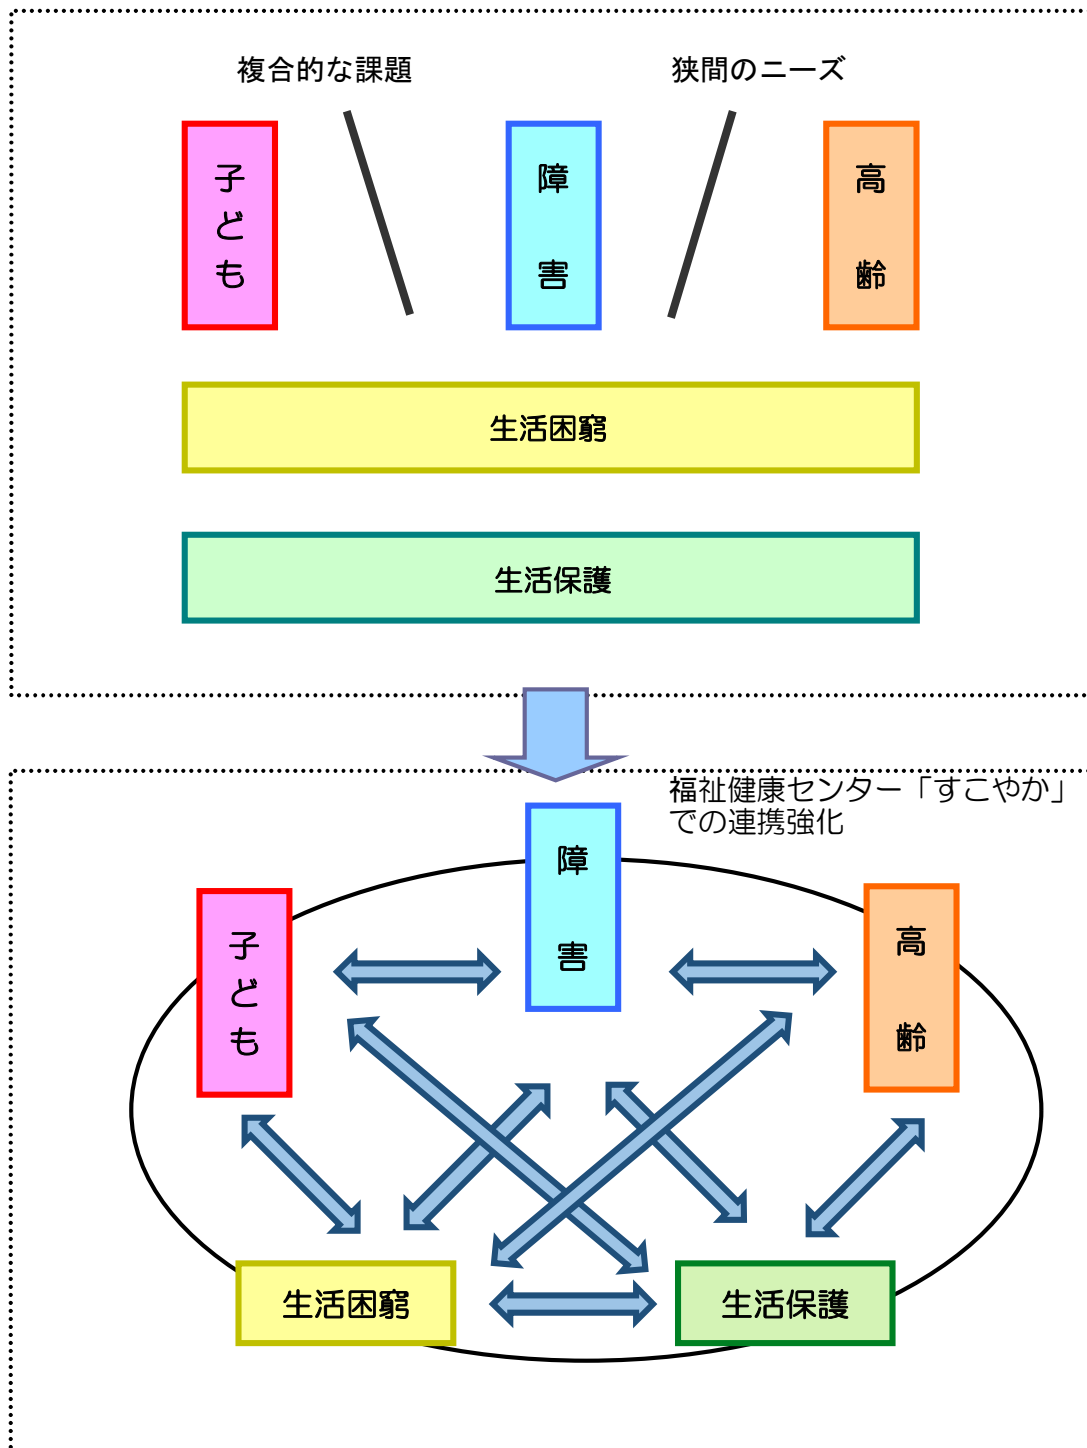 複合的な課題
狭間のニーズ
子ども
障害
高齢
生活困窮
生活保護
福祉健康センター「すこやか」
での連携強化
障害
子ども
高齢
生活困窮
生活保護